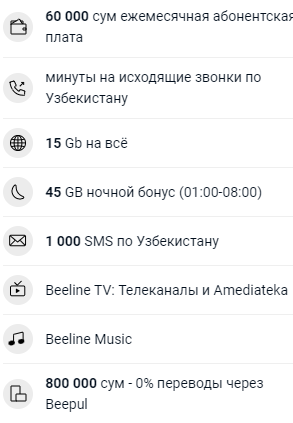 60 000 сум ежемесячная абонентская
плата
минуты на исходящие звонки по
Узбекистану
15 Gb на всё
45 GB ночной бонус (01:00-08:00)
1 000 SMS по Узбекистану
Beeline TV: Телеканалы и Amediateka
Beeline Music
800 000 сум - 0% переводы через
Beepul